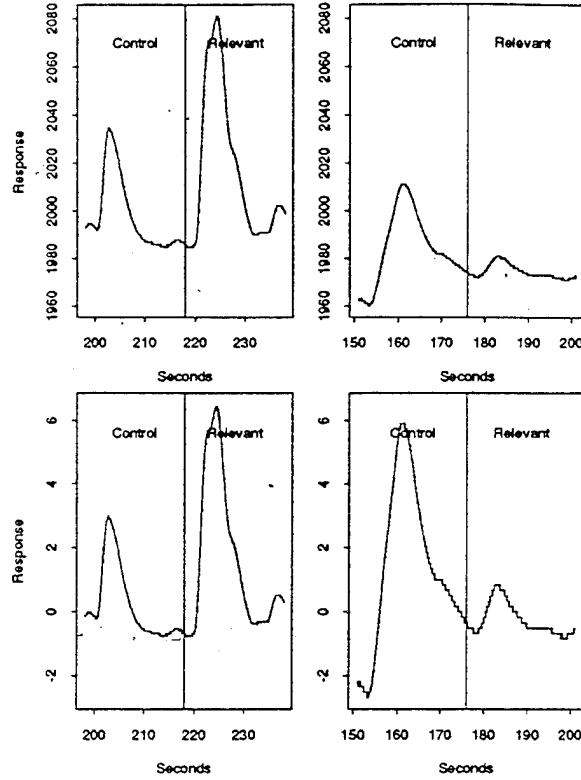 Control Relevant
Control Relevant
Response
2080
2060
2040
2020
2000
1980
1960
2080
2060
2040
2020
2000
1980
1960
200 210 220 230
150 160 170 180 190 200
Seconds
Seconds
Control Relevant
Control Relevant
Response
6
4
2
0
-2
6
4
2
0
-2
200 210 220 230
150 160 170 180 190 200
Seconds
Seconds